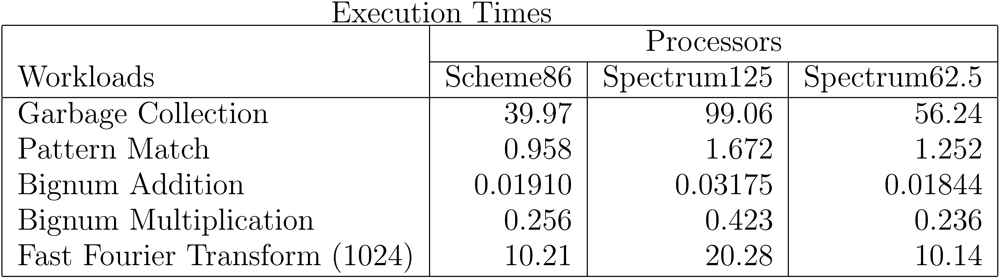 Execution Times
Processors
Workloads Scheme86 Spectrum125 Spectrum62.5
Garbage Collection 39.97 99.06 56.24
Pattern Match 0.958 1.672 1.252
Bignum Addition 0.01910 0.03175 0.01844
Bignum Multiplication 0.256 0.423 0.236
Fast Fourier Transform (1024) 10.21 20.28 10.14